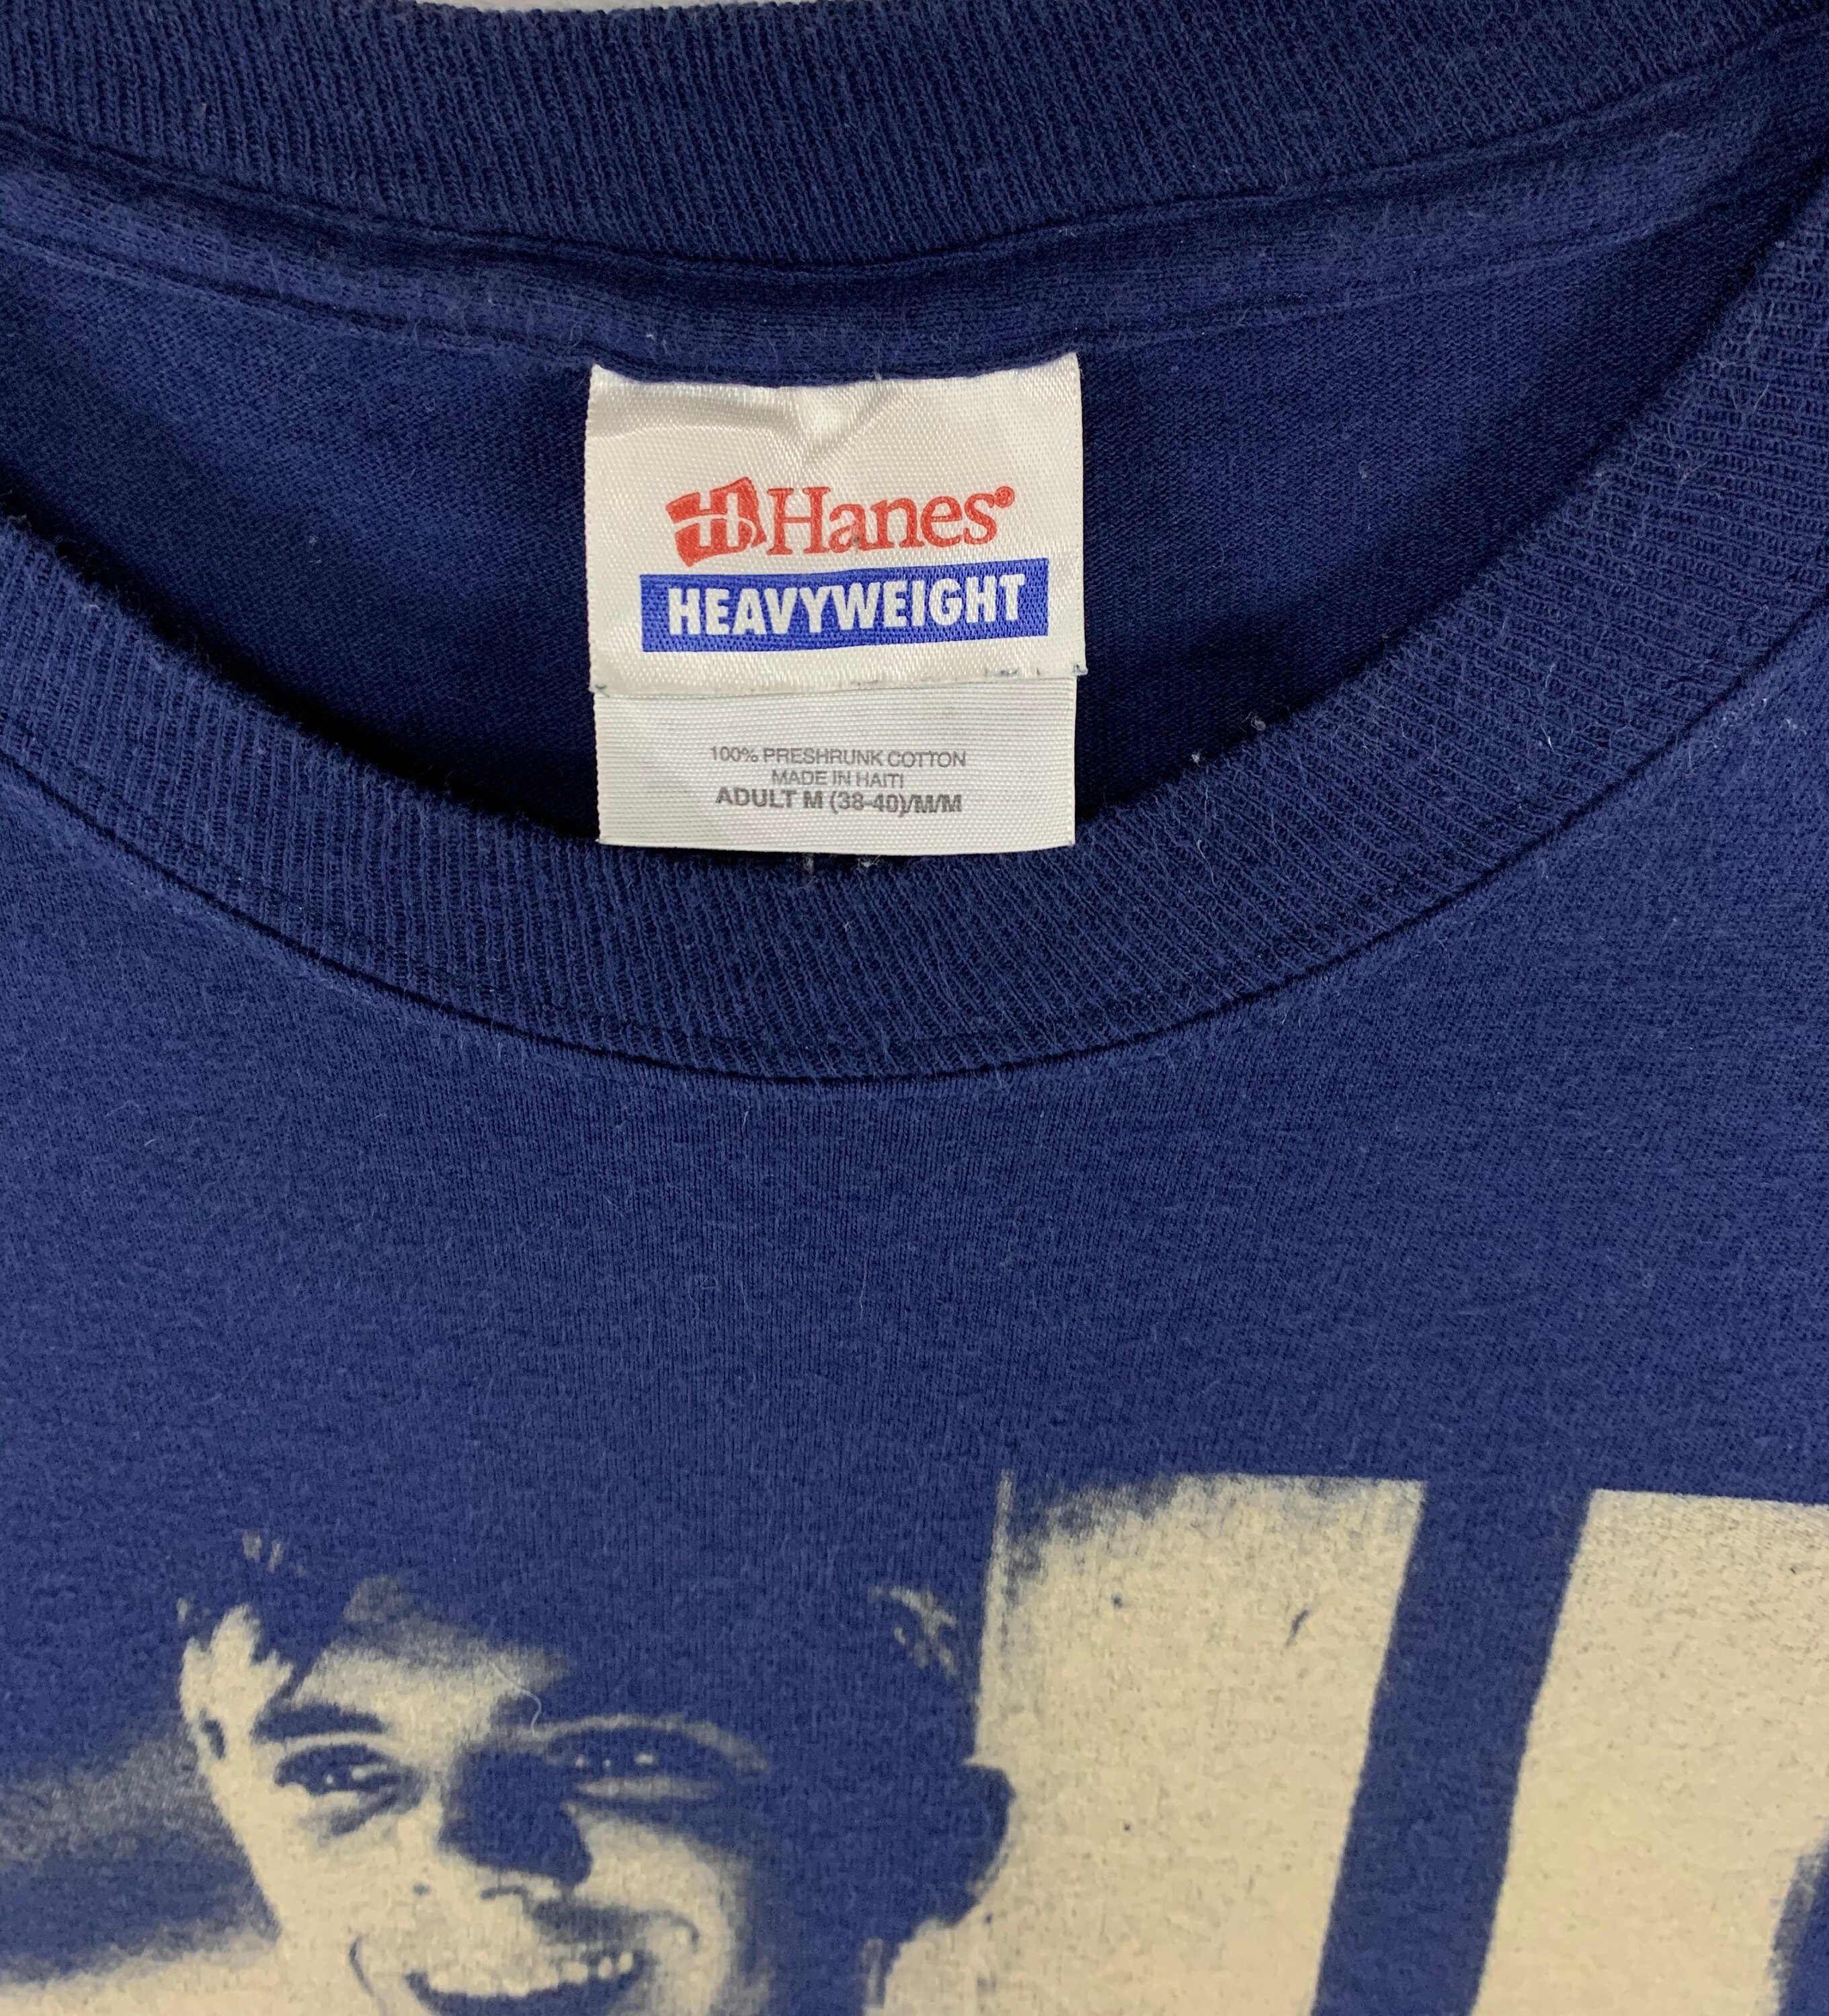 Hanes®
HEAVYWEIGHT
100% PRESHRUNK COTTON
MADE IN HAITI
ADULT M (38-40)/M/M